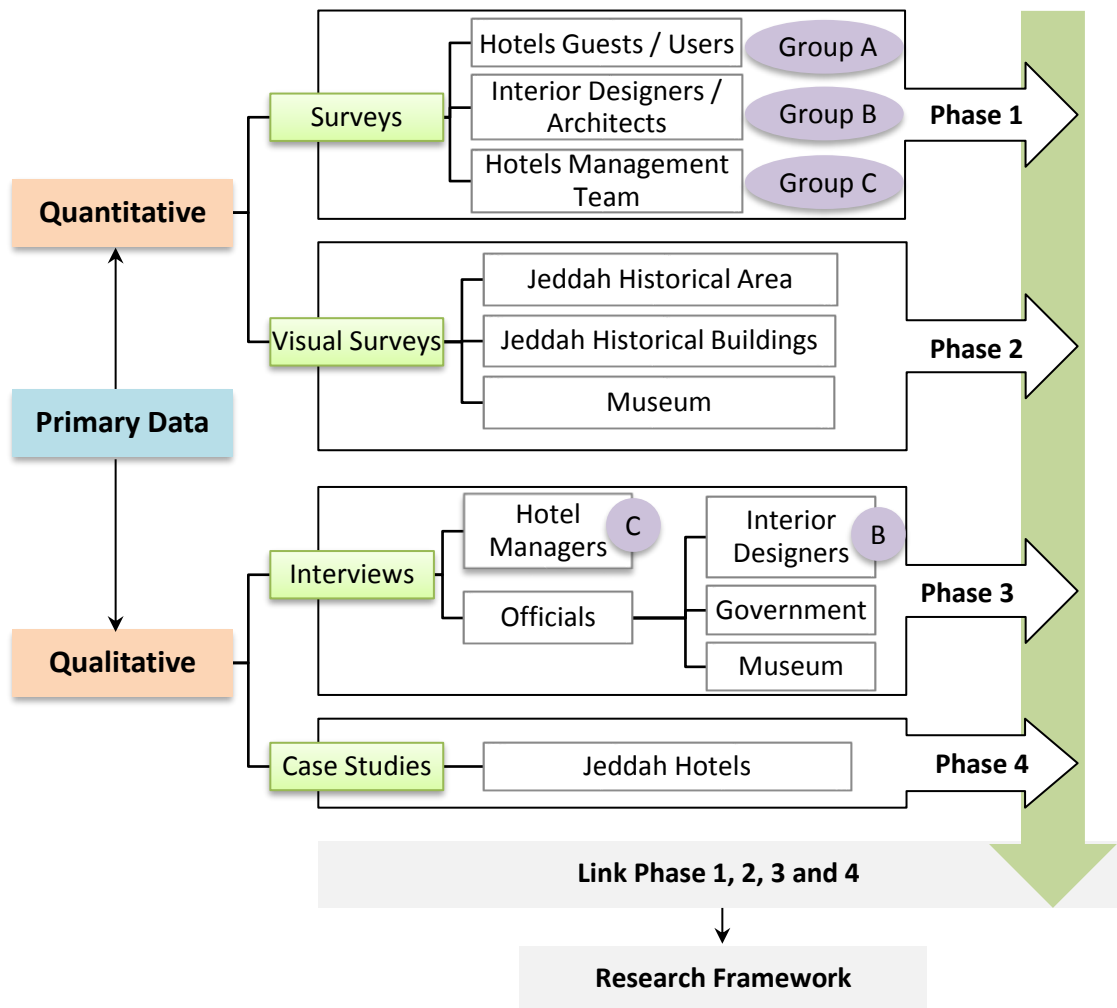 Hotels Guests / Users
Group A
Interior Designers /
Architects
Group B
Hotels Management
Team
Group C
Surveys
Phase 1
Quantitative
Jeddah Historical Area
Visual Surveys
Jeddah Historical Buildings
Museum
Phase 2
Primary Data
Hotel
Managers
C
Interior
Designers
B
Interviews
Officials
Government
Museum
Phase 3
Qualitative
Case Studies
Jeddah Hotels
Phase 4
Link Phase 1, 2, 3 and 4
Research Framework